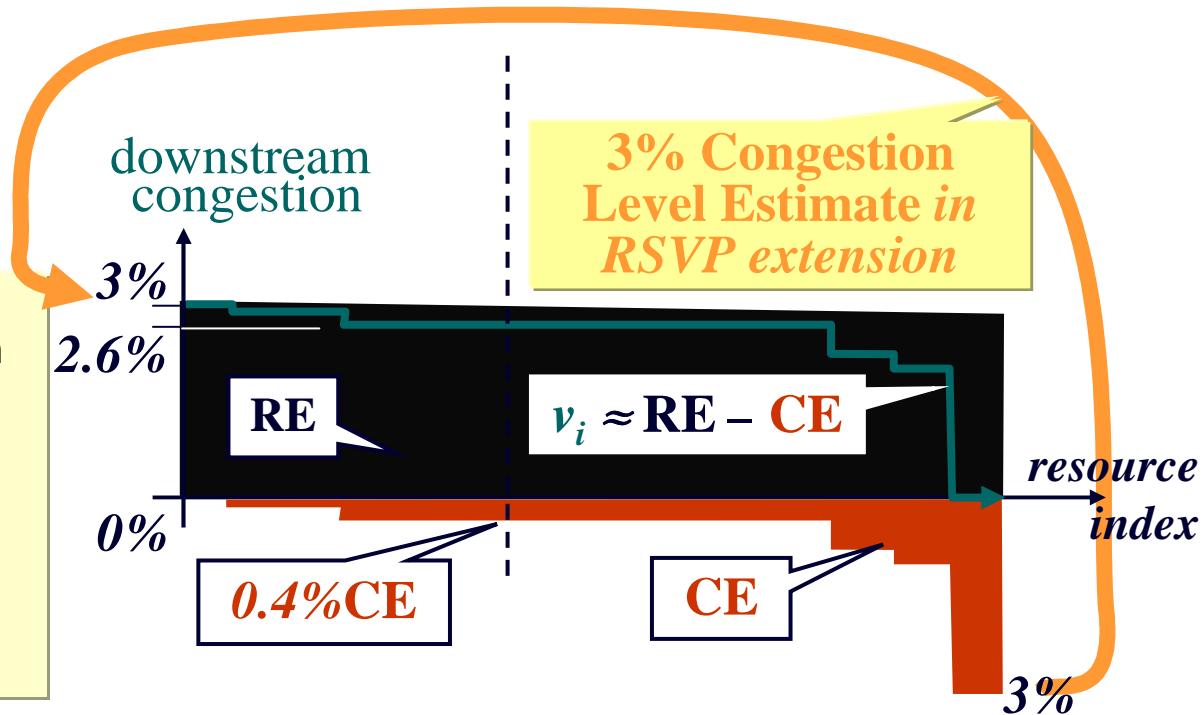 downstream
congestion
3% Congestion
Level Estimate in
RSVP extension
3%
2.6%
RE
vi ≈ RE – CE
resource
index
0%
0.4%CE
CE
3%